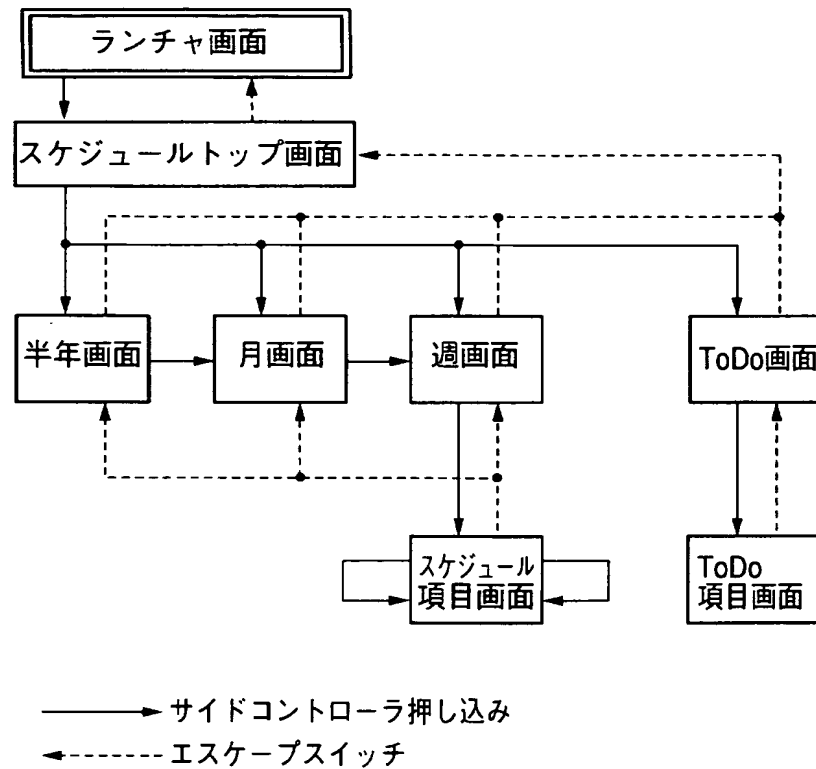 ランチャ画面
スケジュールトップ画面
半年画面
月画面
週画面
ToDo画面
スケジュール
項目画面
ToDo
項目画面
サイドコントローラ押し込み
エスケープスイッチ